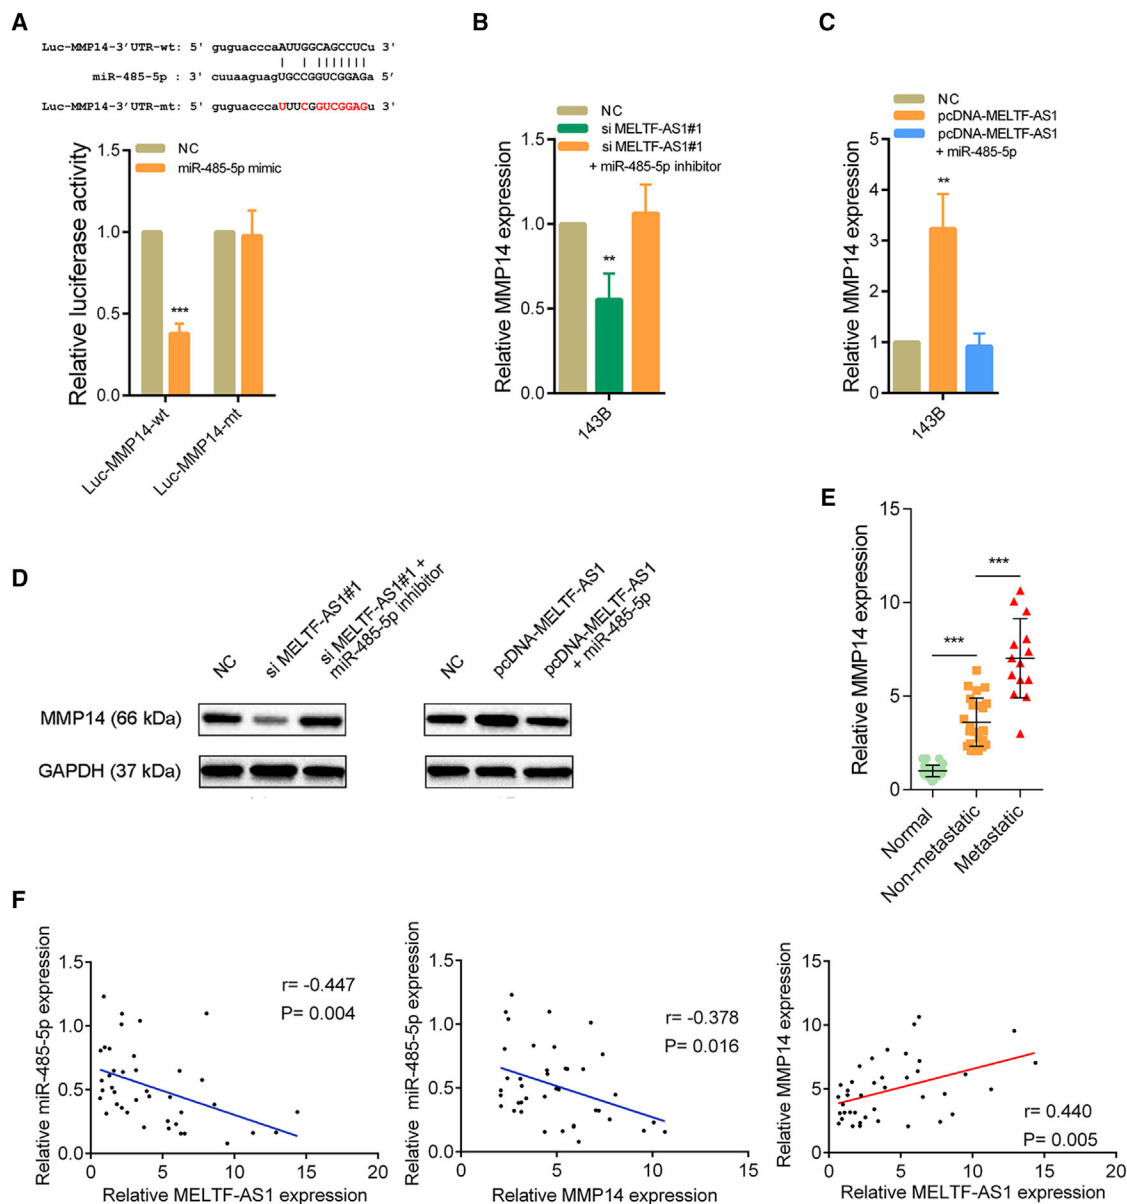 A
Luc-MMP14-3'UTR-wt: 5' guguacccaAUUGGCAGCCUCu 3'
miR-485-5p : 3' cuuaaguagUGCCGGUCGGAGa 5'
Luc-MMP14-3'UTR-mt: 5' guguacccaUUUCGGUCGGAGu 3'
NC
miR-485-5p mimic
Relative luciferase activity
1.5
1.0
0.5
0.0
***
Luc-MMP14-wt
Luc-MMP14-mt
B
NC
si MELTF-AS1#1
si MELTF-AS1#1
+ miR-485-5p inhibitor
Relative MMP14 expression
1.5
1.0
0.5
0.0
**
143B
C
NC
pcDNA-MELTF-AS1
pcDNA-MELTF-AS1
+ miR-485-5p
Relative MMP14 expression
5
4
3
2
1
0
**
143B
D
NC
si MELTF-AS1#1
si MELTF-AS1#1 +
miR-485-5p inhibitor
NC
pcDNA-MELTF-AS1
pcDNA-MELTF-AS1
+ miR-485-5p
MMP14 (66 kDa)
GAPDH (37 kDa)
E
Relative MMP14 expression
15
10
5
0
***
***
Normal
Non-metastatic
Metastatic
F
Relative miR-485-5p expression
1.5
1.0
0.5
0.0
r= -0.447
P= 0.004
0 5 10 15 20
Relative MELTF-AS1 expression
Relative miR-485-5p expression
1.5
1.0
0.5
0.0
r= -0.378
P= 0.016
0 5 10 15
Relative MMP14 expression
Relative MMP14 expression
15
10
5
0
r= 0.440
P= 0.005
0 5 10 15 20
Relative MELTF-AS1 expression